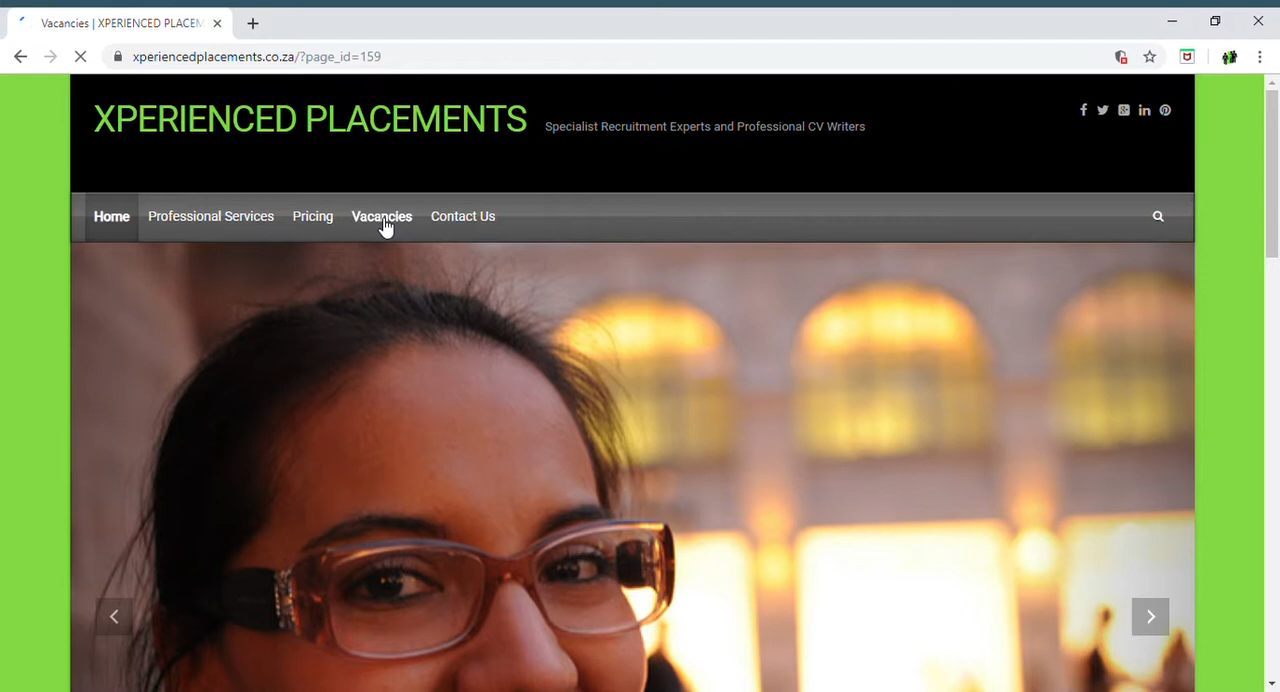 Vacancies | XPERIENCED PLACEM
xperiencedplacements.co.za/?page_id=159
XPERIENCED PLACEMENTS
Specialist Recruitment Experts and Professional CV Writers
Home Professional Services Pricing Vacancies Contact Us